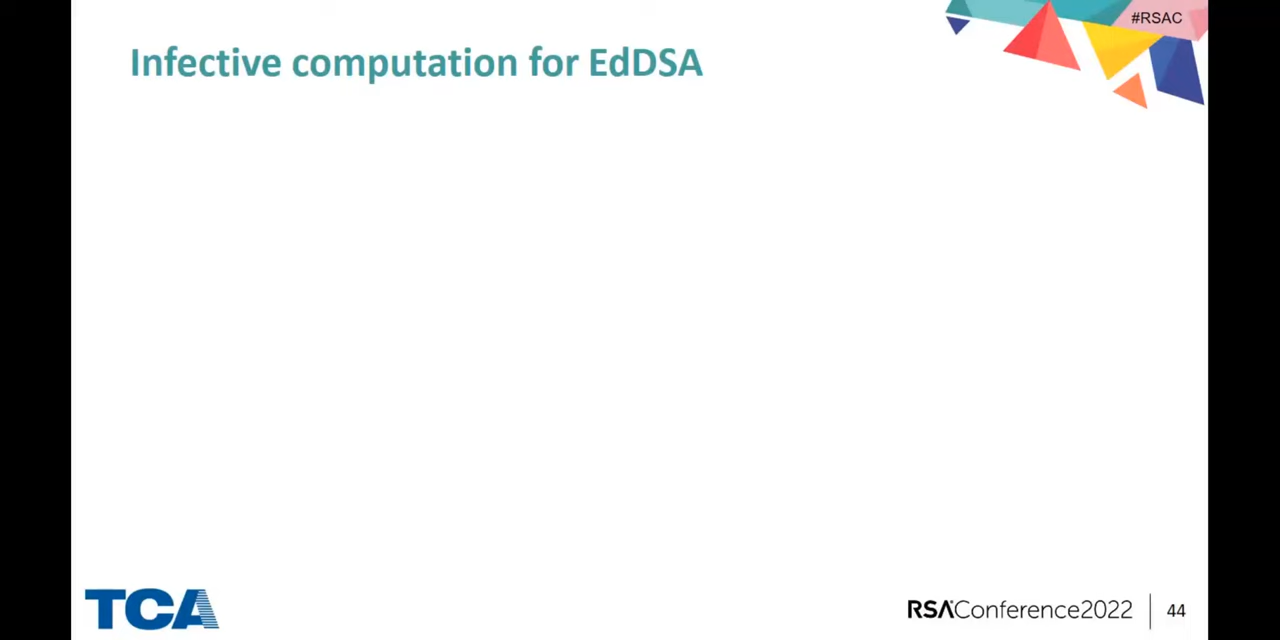 #RSAC
Infective computation for EdDSA
TCA
RSAConference2022
44